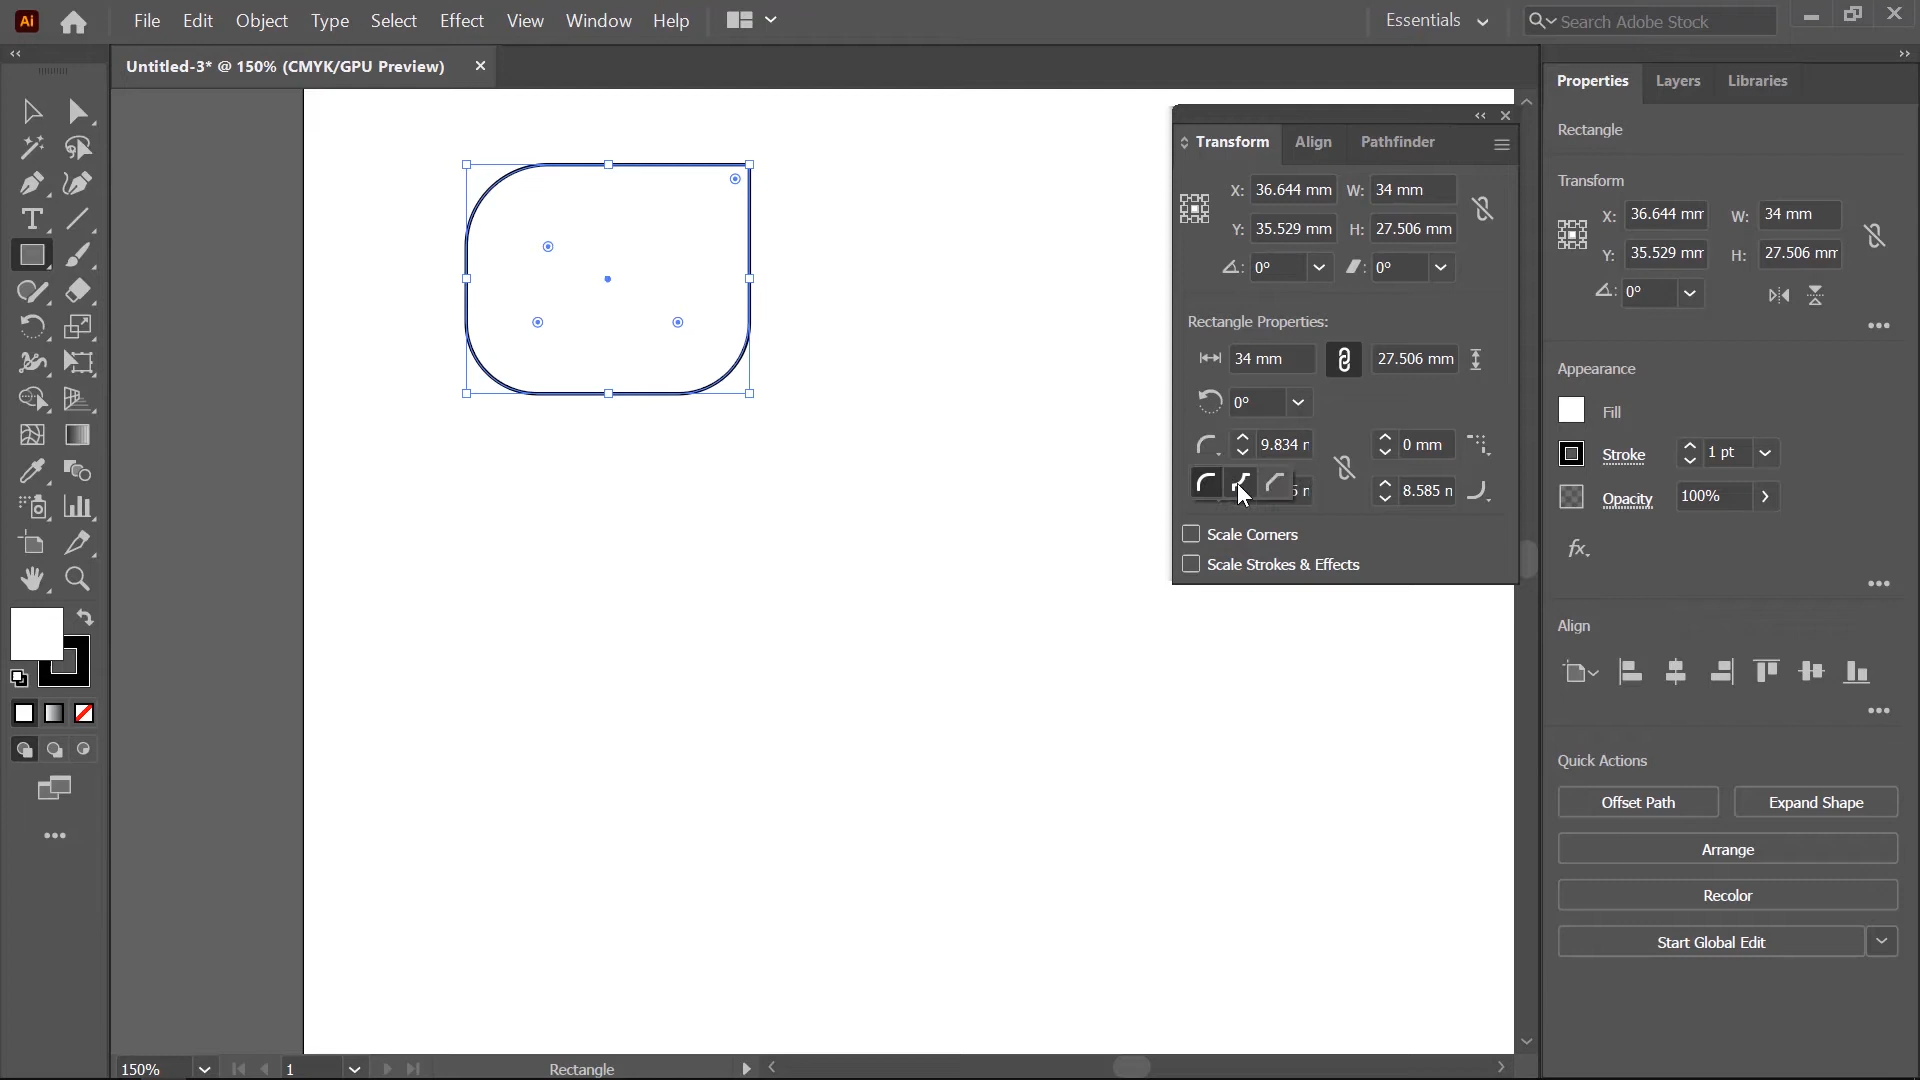 Ai File Edit Object Type Select Effect View Window Help Essentials Search Adobe Stock
Untitled-3* @ 150% (CMYK/GPU Preview)
Properties Layers Libraries
Rectangle
Transform
X: 36.644 mm W: 34 mm
Y: 35.529 mm H: 27.506 mm
0°
Appearance
Fill
Stroke 1 pt
Opacity 100%
fx
Align
Quick Actions
Offset Path Expand Shape
Arrange
Recolor
Start Global Edit
Transform Align Pathfinder
X: 36.644 mm W: 34 mm
Y: 35.529 mm H: 27.506 mm
0° 0°
Rectangle Properties:
34 mm 27.506 mm
0°
9.834 0 mm
8.585
Scale Corners
Scale Strokes & Effects
150% 1 Rectangle